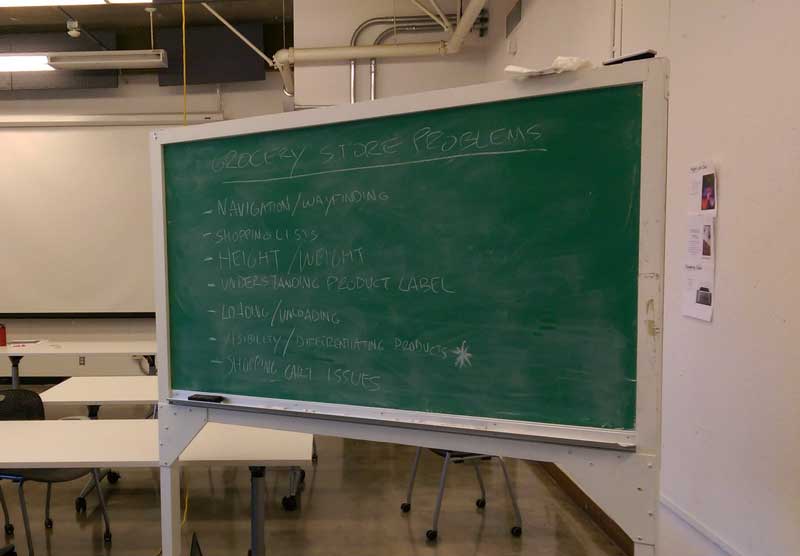 GROCERY STORE PROBLEMS
- NAVIGATION/WAYFINDING
- SHOPPING LISTS
- HEIGHT/WEIGHT
- UNDERSTANDING PRODUCT LABEL
- LOADING/UNLOADING
- VISIBILITY/DIFFERENTIATING PRODUCTS *
- SHOPPING CART ISSUES